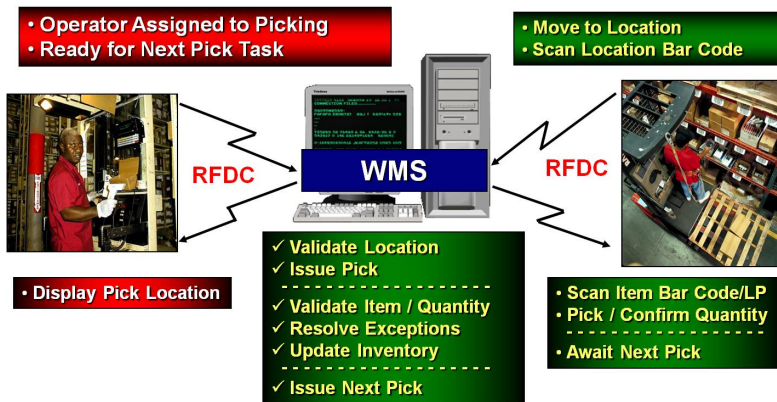 • Operator Assigned to Picking
• Ready for Next Pick Task
• Move to Location
• Scan Location Bar Code
RFDC
WMS
RFDC
• Display Pick Location
✓ Validate Location
✓ Issue Pick
✓ Validate Item / Quantity
✓ Resolve Exceptions
✓ Update Inventory
✓ Issue Next Pick
• Scan Item Bar Code/LP
• Pick / Confirm Quantity
• Await Next Pick